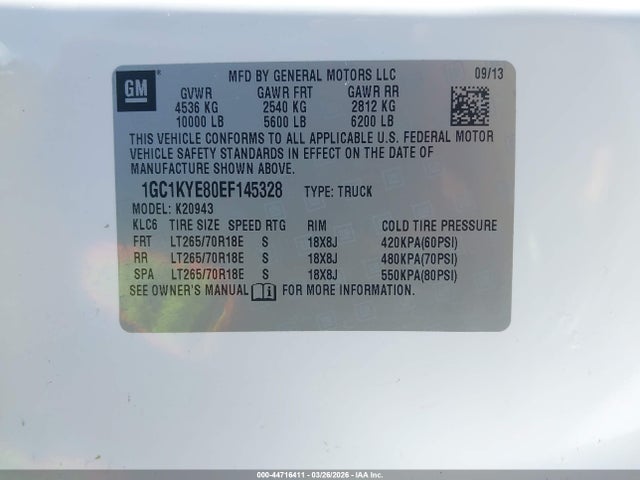 GM
MFD BY GENERAL MOTORS LLC 09/13
GVWR GAWR FRT GAWR RR
4536 KG 2540 KG 2812 KG
10000 LB 5600 LB 6200 LB
THIS VEHICLE CONFORMS TO ALL APPLICABLE U.S. FEDERAL MOTOR
VEHICLE SAFETY STANDARDS IN EFFECT ON THE DATE OF
MANUFACTURE SHOWN ABOVE.
1GC1KYE80EF145328 TYPE: TRUCK
MODEL: K20943
KLC6 TIRE SIZE SPEED RTG RIM COLD TIRE PRESSURE
FRT LT265/70R18E S 18X8J 420KPA(60PSI)
RR LT265/70R18E S 18X8J 480KPA(70PSI)
SPA LT265/70R18E S 18X8J 550KPA(80PSI)
SEE OWNER'S MANUAL FOR MORE INFORMATION.
000-44716411 - 03/26/2026 - IAA, Inc.